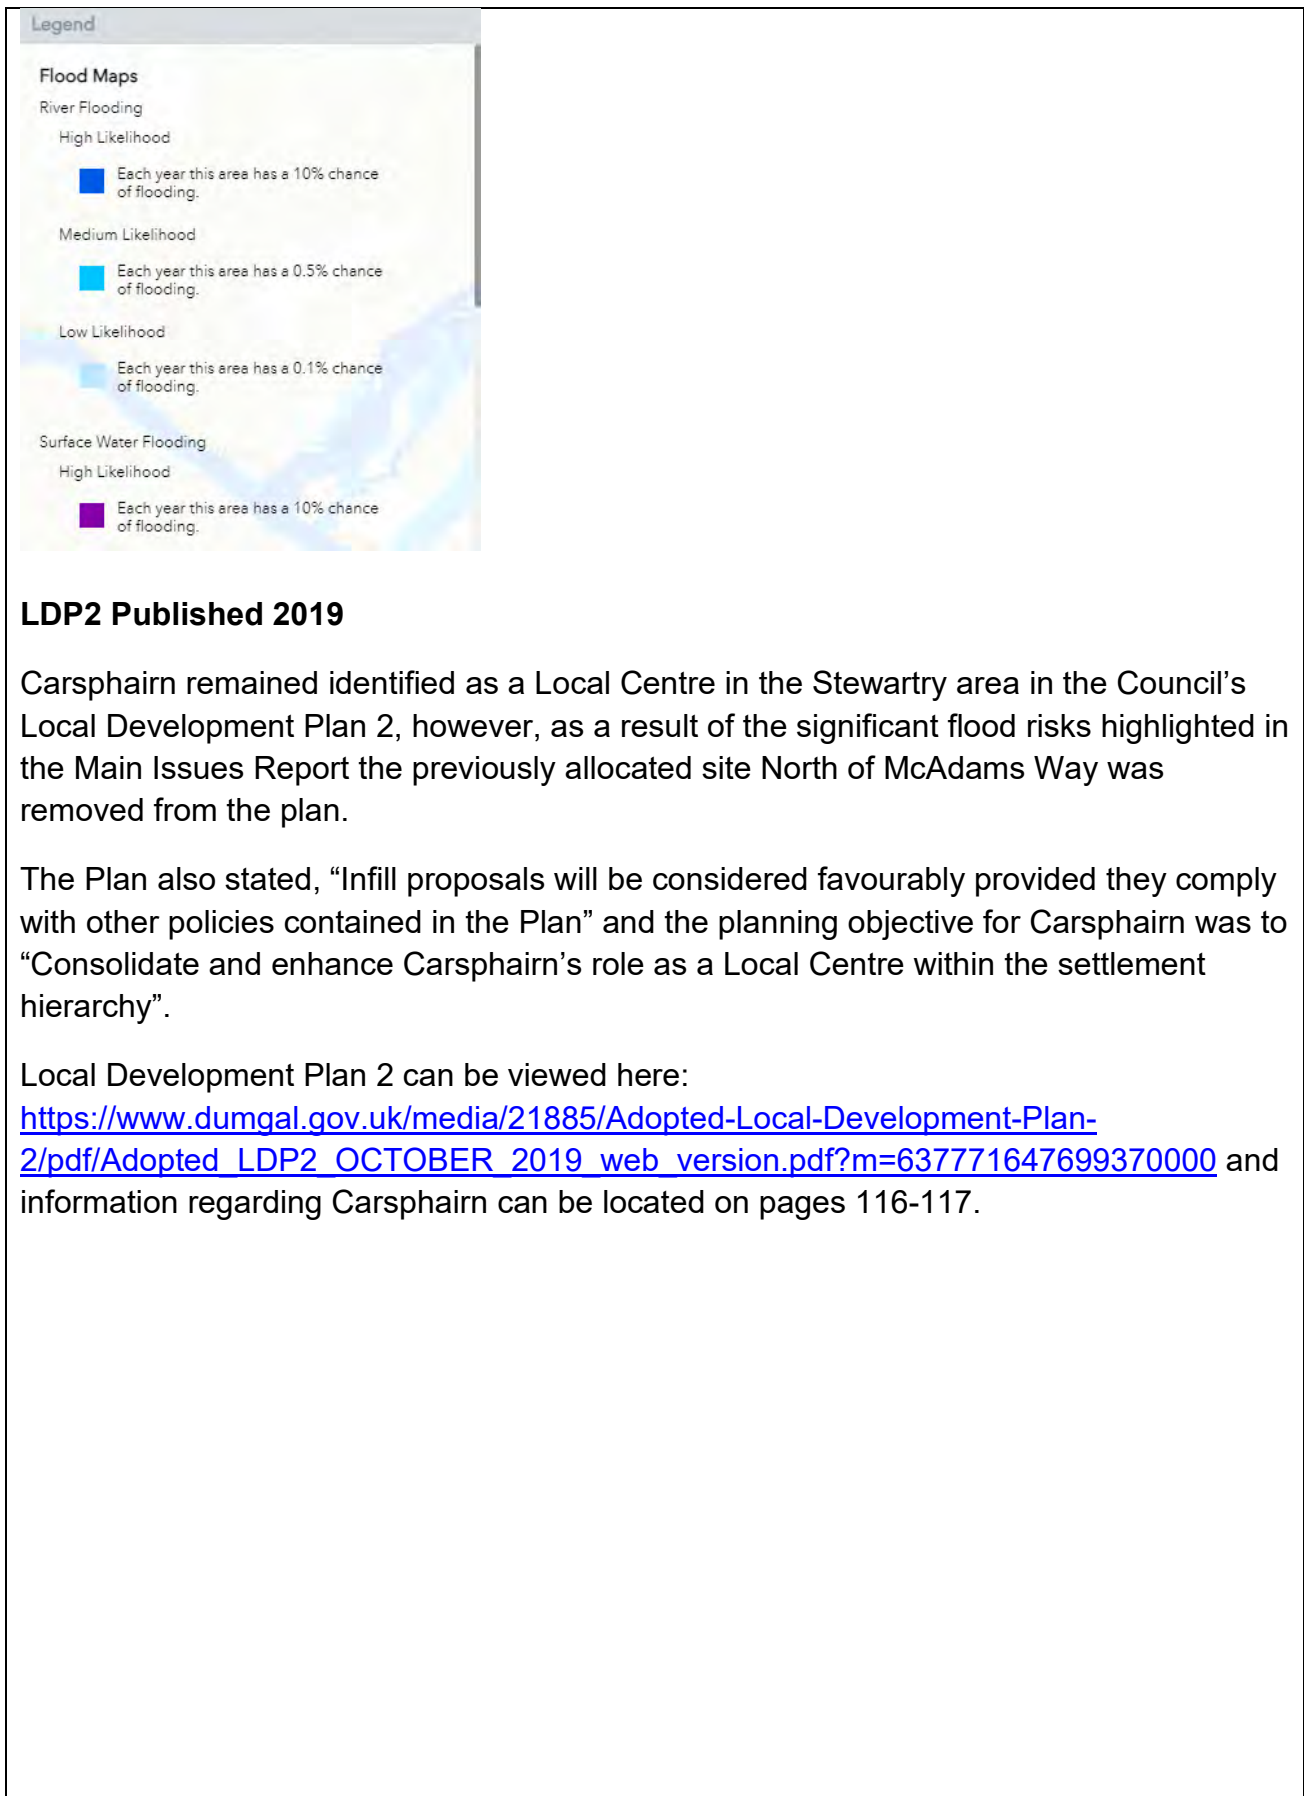 Legend
Flood Maps
River Flooding
High Likelihood
Each year this area has a 10% chance
of flooding.
Medium Likelihood
Each year this area has a 0.5% chance
of flooding.
Low Likelihood
Each year this area has a 0.1% chance
of flooding.
Surface Water Flooding
High Likelihood
Each year this area has a 10% chance
of flooding.
LDP2 Published 2019
Carsphairn remained identified as a Local Centre in the Stewartry area in the Council’s
Local Development Plan 2, however, as a result of the significant flood risks highlighted in
the Main Issues Report the previously allocated site North of McAdams Way was
removed from the plan.
The Plan also stated, “Infill proposals will be considered favourably provided they comply
with other policies contained in the Plan” and the planning objective for Carsphairn was to
“Consolidate and enhance Carsphairn’s role as a Local Centre within the settlement
hierarchy”.
Local Development Plan 2 can be viewed here:
https://www.dumgal.gov.uk/media/21885/Adopted-Local-Development-Plan-
2/pdf/Adopted_LDP2_OCTOBER_2019_web_version.pdf?m=637771647699370000 and
information regarding Carsphairn can be located on pages 116-117.